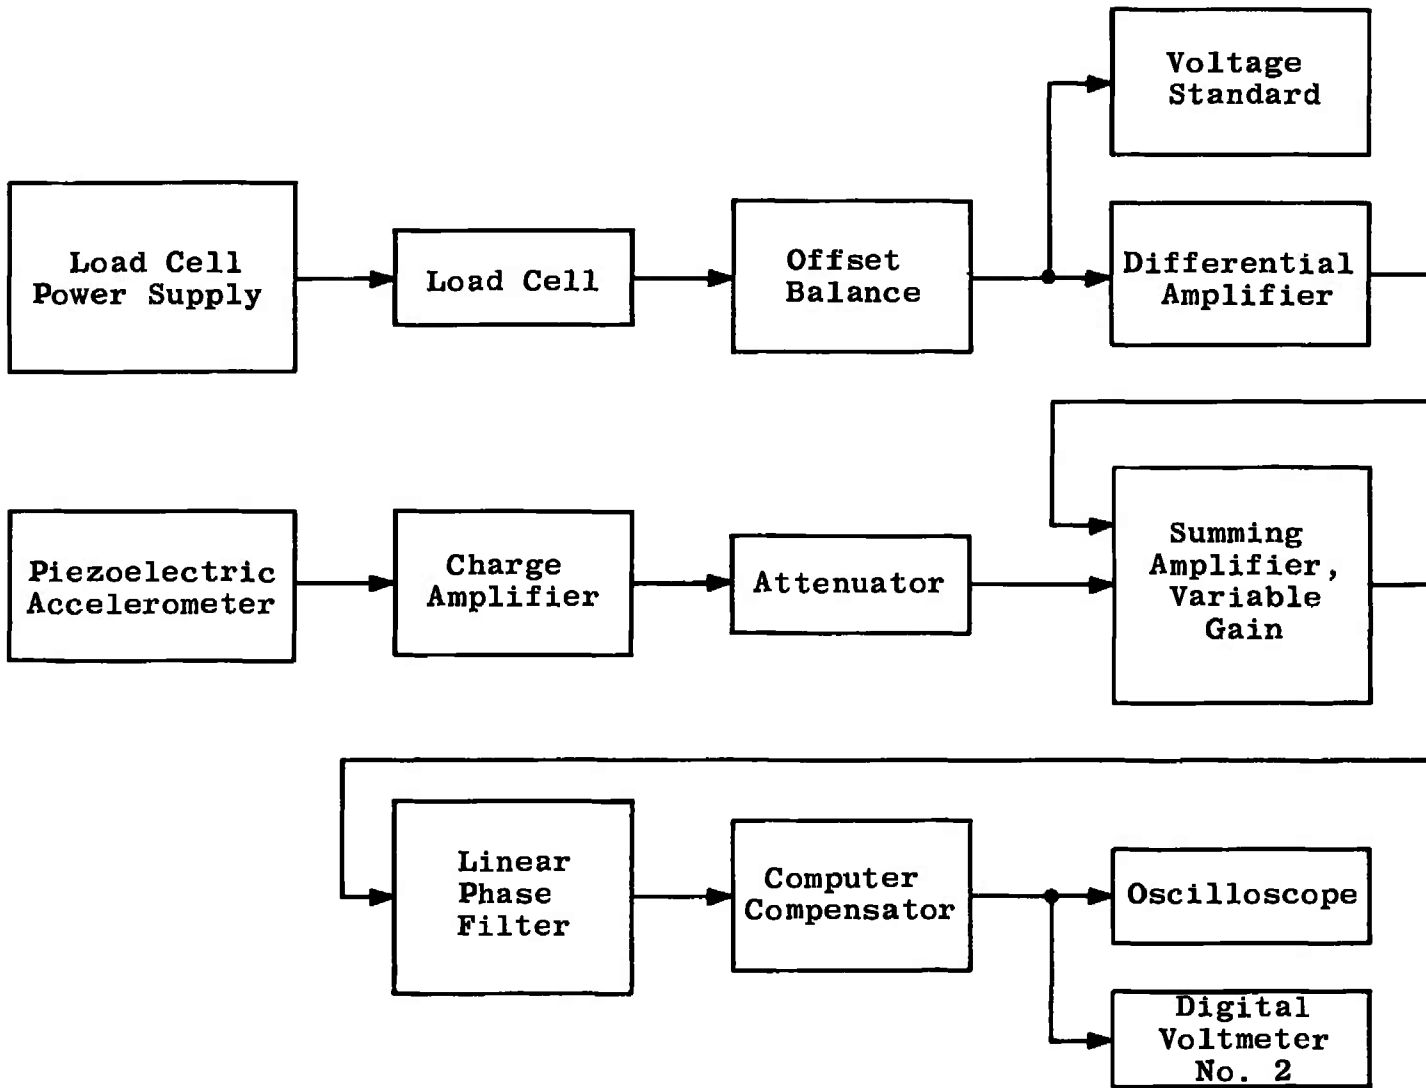 Voltage
Standard
Load Cell
Power Supply
Load Cell
Offset
Balance
Differential
Amplifier
Piezoelectric
Accelerometer
Charge
Amplifier
Attenuator
Summing
Amplifier,
Variable
Gain
Linear
Phase
Filter
Computer
Compensator
Oscilloscope
Digital
Voltmeter
No. 2